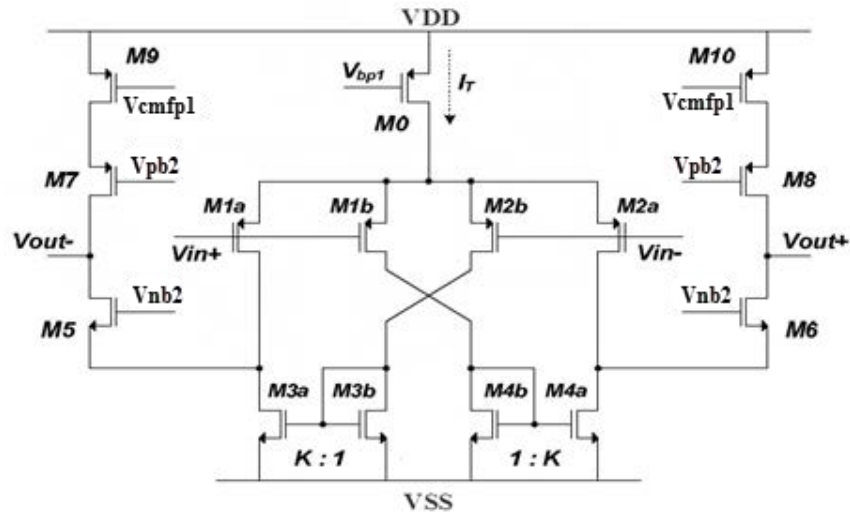 VDD
M9
M10
Vbp1
IT
Vcmfp1
Vcmfp1
M0
Vpb2
Vpb2
M7
M8
M1a
M1b
M2b
M2a
Vout-
Vin+
Vin-
Vout+
Vnb2
Vnb2
M5
M6
M3a
M3b
M4b
M4a
K : 1
1 : K
VSS